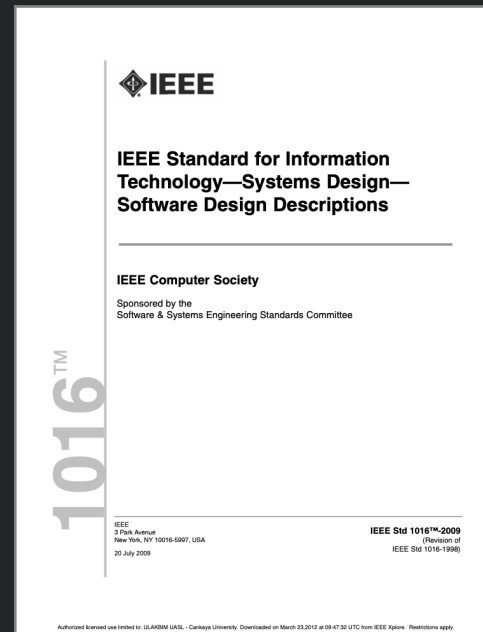 IEEE
IEEE Standard for Information
Technology—Systems Design—
Software Design Descriptions
IEEE Computer Society
Sponsored by the
Software & Systems Engineering Standards Committee
1016™
IEEE
3 Park Avenue
New York, NY 10016-5997, USA
20 July 2009
IEEE Std 1016™-2009
(Revision of
IEEE Std 1016-1998)
Authorized licensed use limited to: ULAKBIM UASL - Cankaya University. Downloaded on March 23,2012 at 09:47:32 UTC from IEEE Xplore. Restrictions apply.